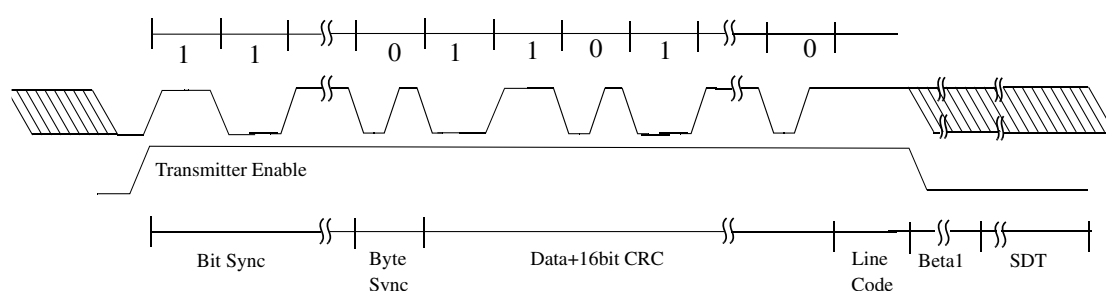 1 1 0 1 1 0 1 0
Transmitter Enable
Bit Sync Byte Sync Data+16bit CRC Line Code Beta1 SDT